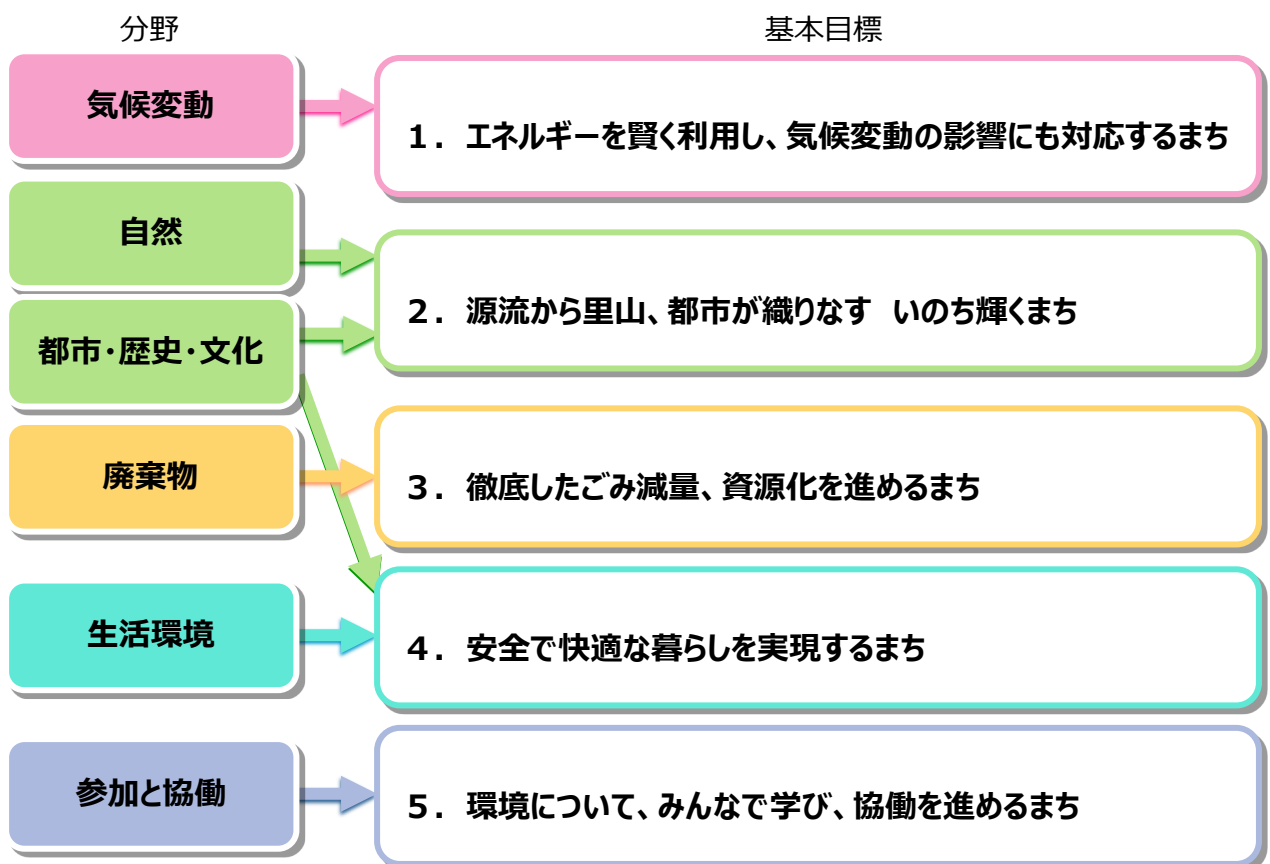 分野
基本目標
気候変動
1. エネルギーを賢く利用し、気候変動の影響にも対応するまち
自然
都市・歴史・文化
2. 源流から里山、都市が織りなす　いのち輝くまち
廃棄物
3. 徹底したごみ減量、資源化を進めるまち
生活環境
4. 安全で快適な暮らしを実現するまち
参加と協働
5. 環境について、みんなで学び、協働を進めるまち